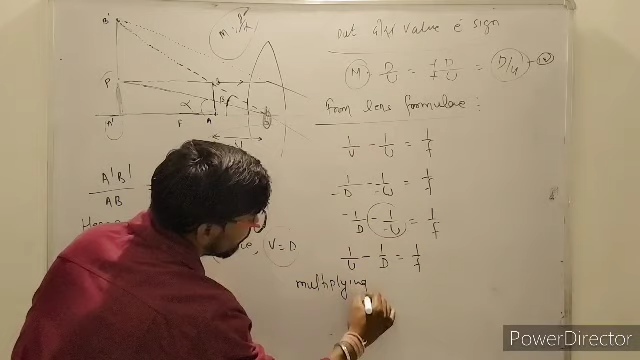 B'
P
α
A'
F
A
B
β
put the value c̄ sign
M = D/U = +D/U = D/u
From lens formulae :
1/V - 1/U = 1/f
1/-D - 1/-U = 1/f
-1/D - 1/-U = 1/f
1/U - 1/D = 1/f
A'B'
AB
V = D
multiplying
PowerDirector